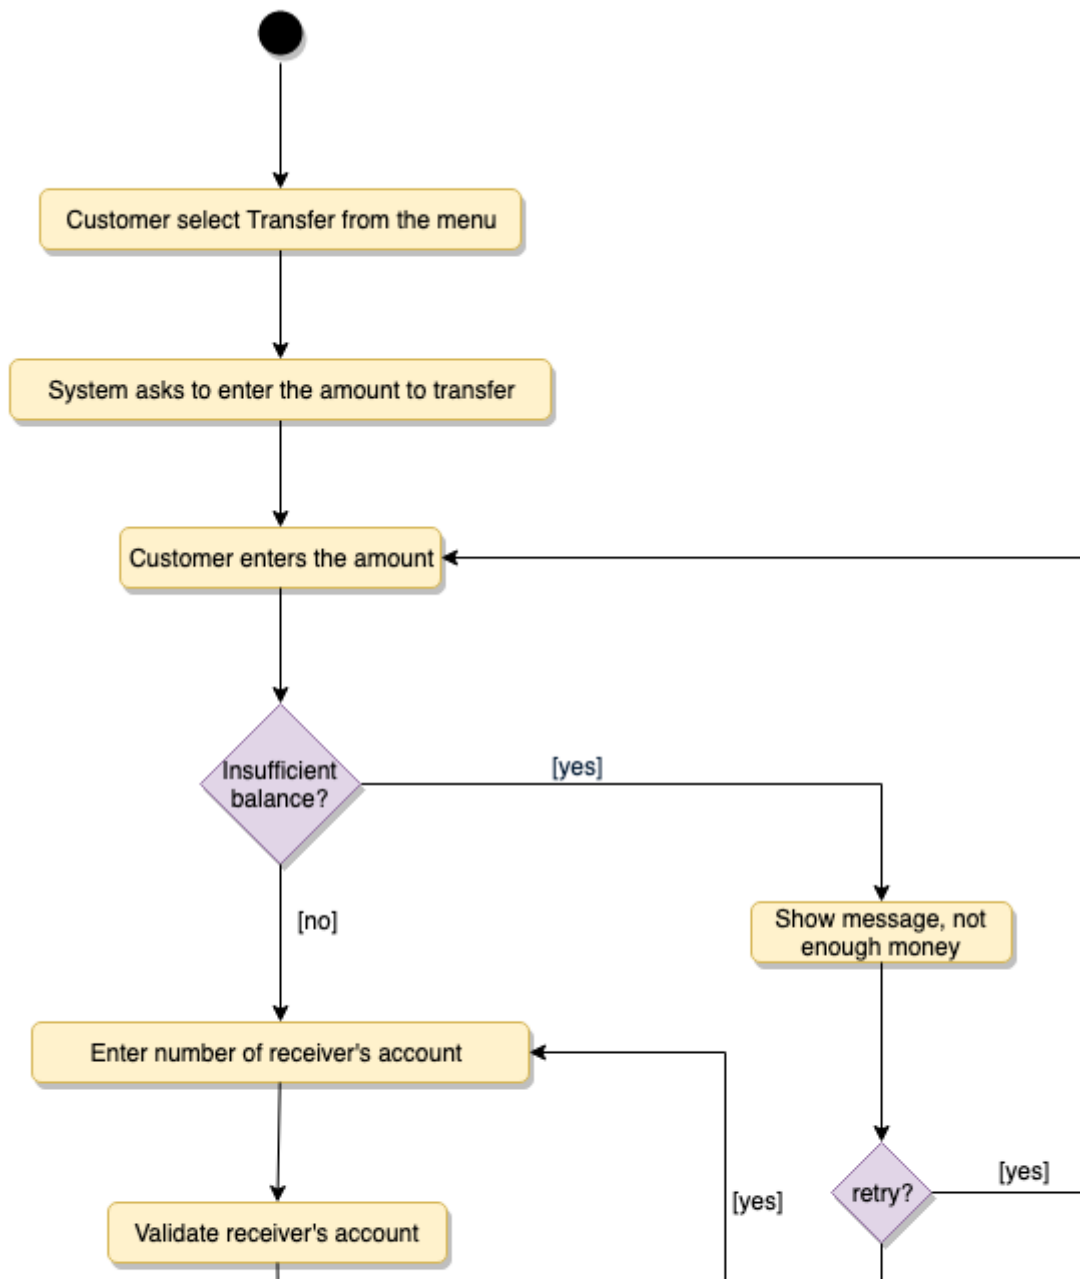 Customer select Transfer from the menu
System asks to enter the amount to transfer
Customer enters the amount
Insufficient
balance?
[yes]
[no]
Show message, not
enough money
Enter number of receiver's account
retry?
[yes]
[yes]
Validate receiver's account